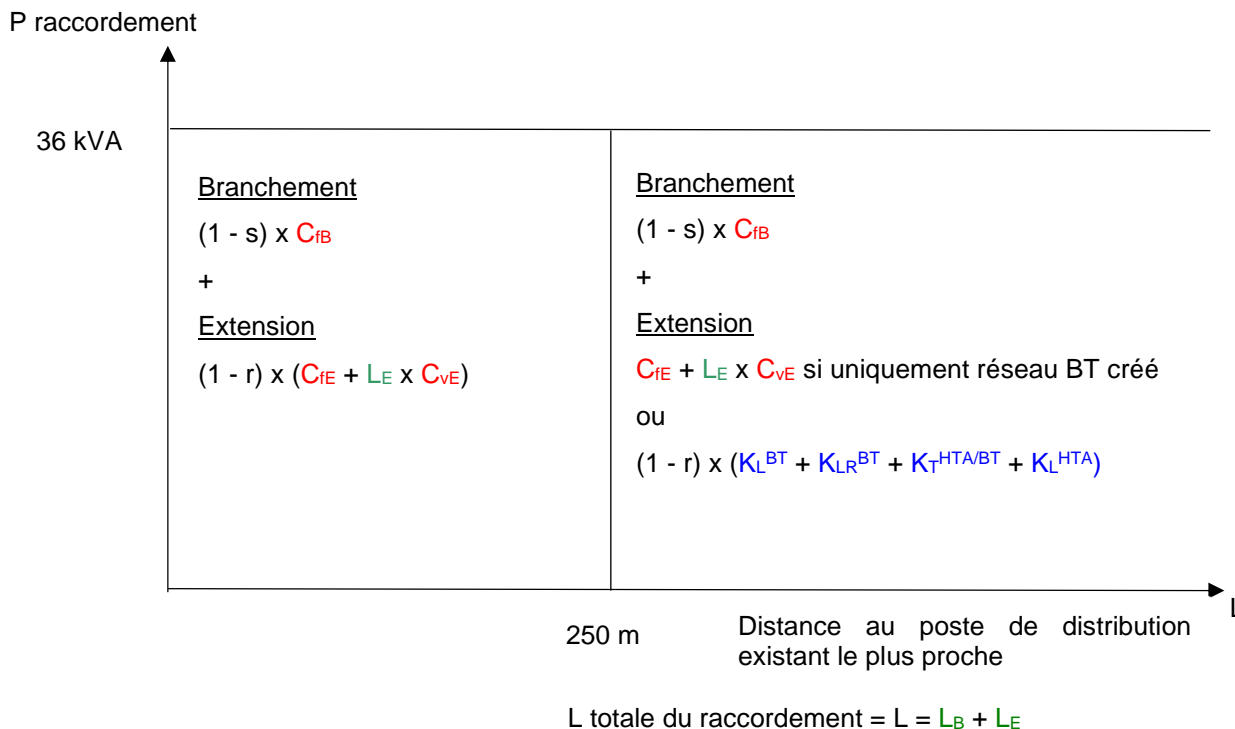 P raccordement
36 kVA
Branchement
(1 - s) x CfB
+
Extension
(1 - r) x (CfE + LE x CvE)
Branchement
(1 - s) x CfB
+
Extension
CfE + LE x CvE si uniquement réseau BT créé
ou
(1 - r) x (KLBT + KLRBT + KTHTA/BT + KLHTA)
L
250 m
Distance au poste de distribution
existant le plus proche
L totale du raccordement = L = LB + LE